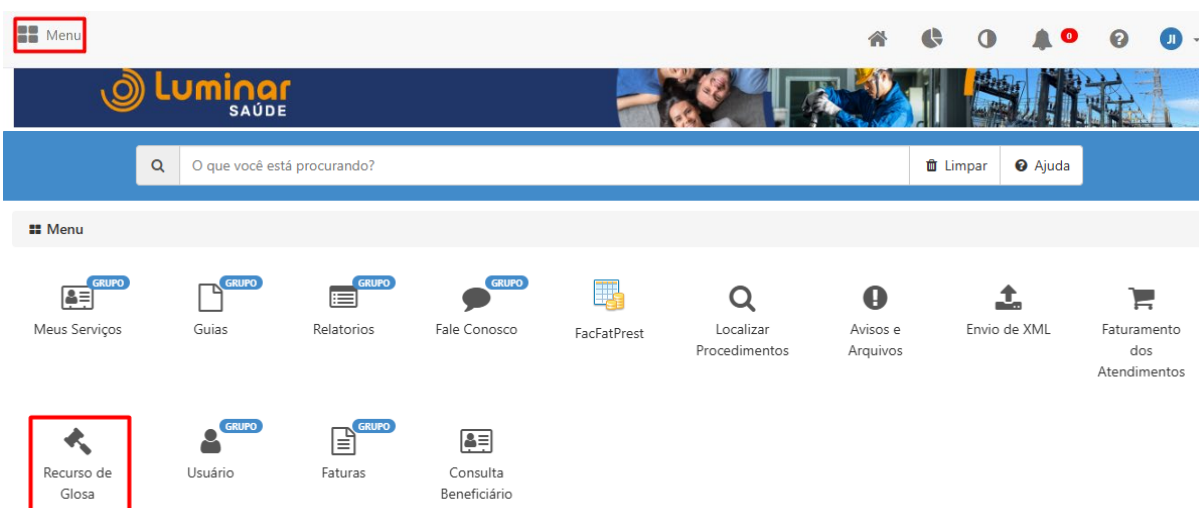 Menu
0
JI
Luminar
SAÚDE
O que você está procurando?
Limpar
Ajuda
Menu
GRUPO
GRUPO
GRUPO
GRUPO
Meus Serviços
Guias
Relatorios
Fale Conosco
FacFatPrest
Localizar
Procedimentos
Avisos e
Arquivos
Envio de XML
Faturamento
dos
Atendimentos
Recurso de
Glosa
GRUPO
Usuário
GRUPO
Faturas
Consulta
Beneficiário